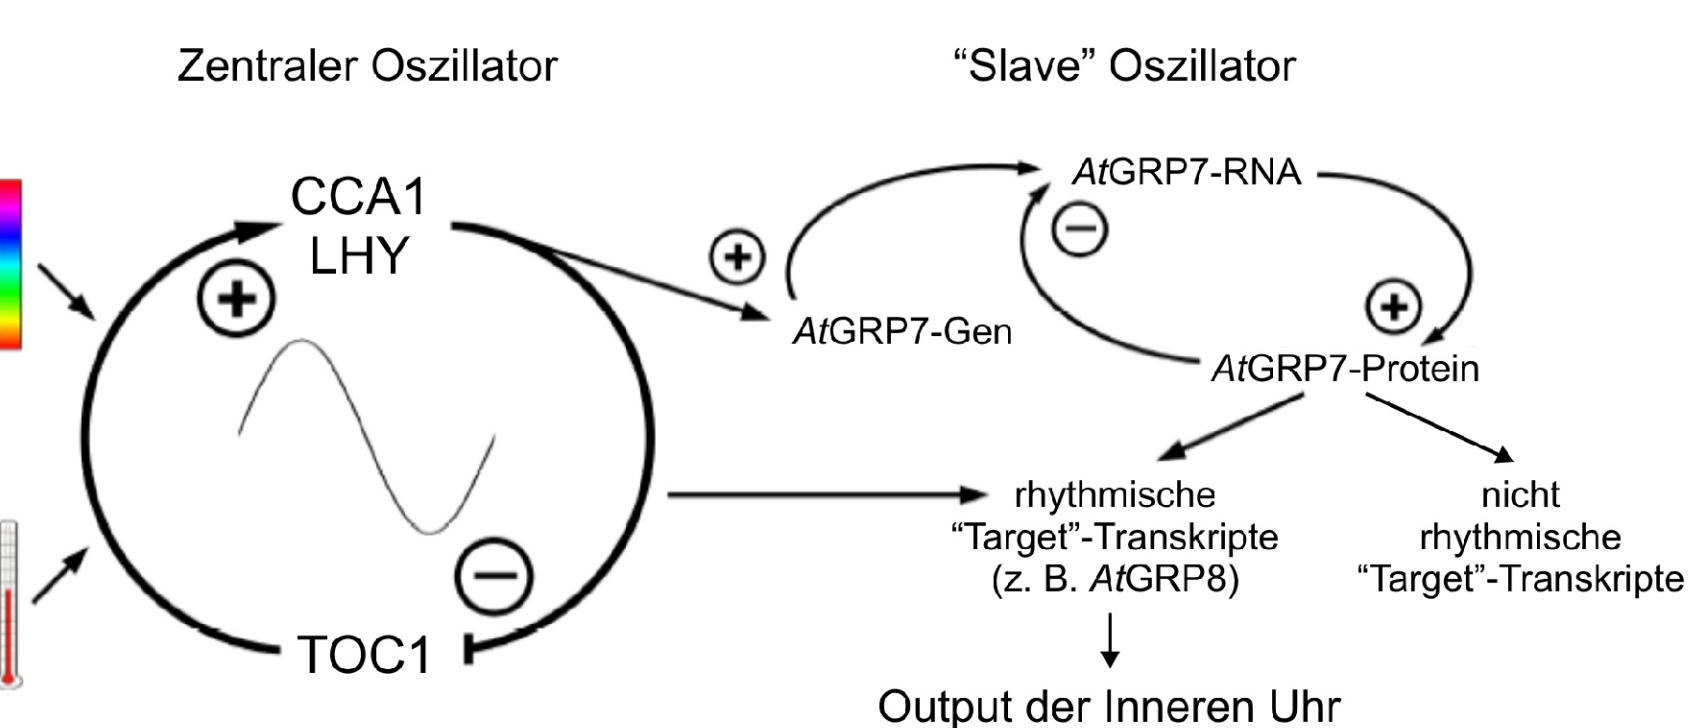 Zentraler Oszillator
“Slave” Oszillator
CCA1
LHY
+
TOC1
−
+
AtGRP7-Gen
AtGRP7-RNA
−
+
AtGRP7-Protein
rhythmische
“Target”-Transkripte
(z. B. AtGRP8)
nicht
rhythmische
“Target”-Transkripte
Output der Inneren Uhr